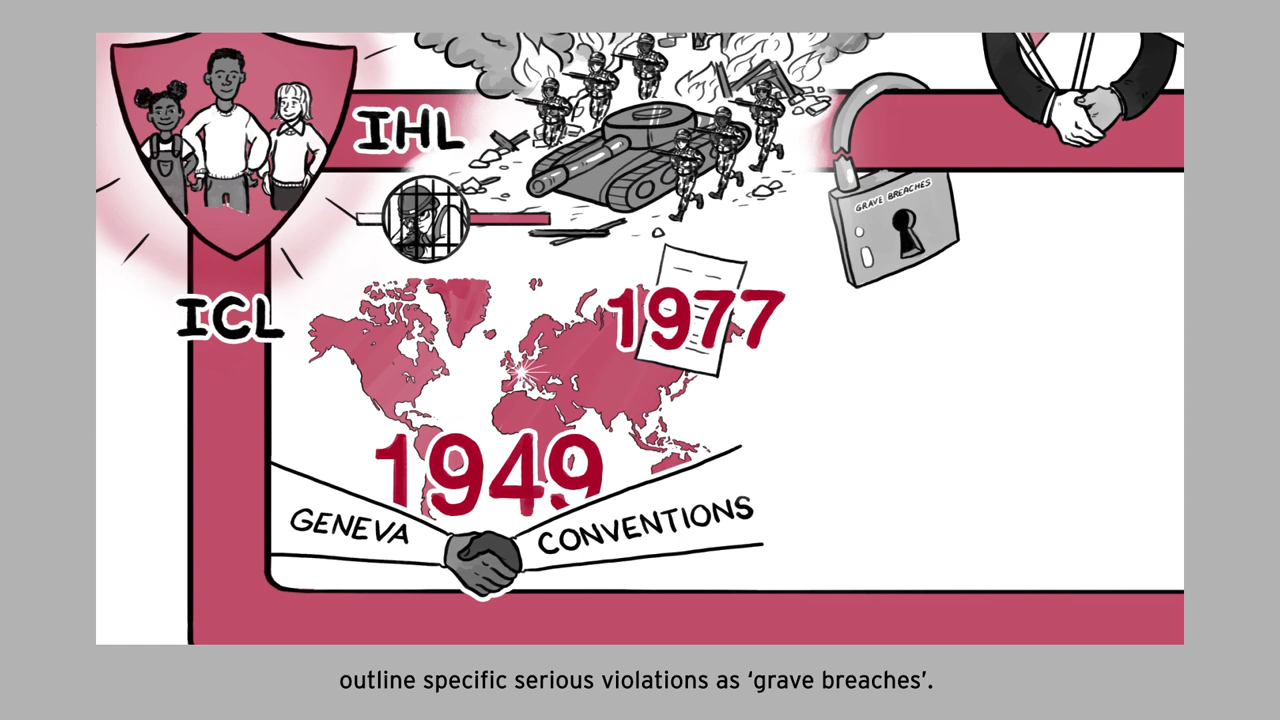 IHL
GRAVE BREACHES
ICL
1977
1949
GENEVA CONVENTIONS
outline specific serious violations as ‘grave breaches’.